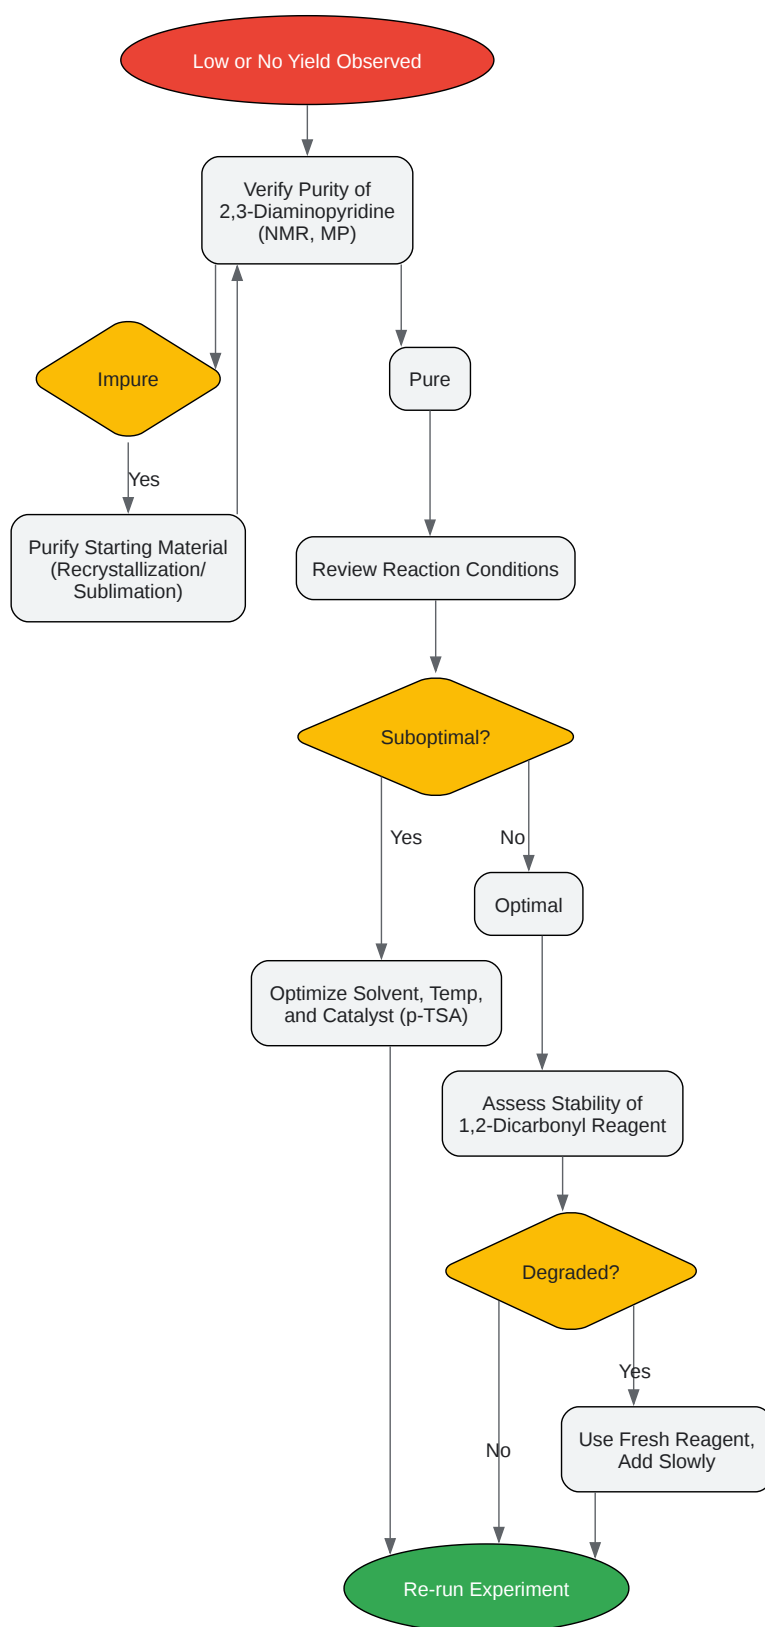 Low or No Yield Observed
Verify Purity of
2,3-Diaminopyridine
(NMR, MP)
Impure
Pure
Yes
Purify Starting Material
(Recrystallization/
Sublimation)
Review Reaction Conditions
Suboptimal?
Yes
No
Optimal
Optimize Solvent, Temp,
and Catalyst (p-TSA)
Assess Stability of
1,2-Dicarbonyl Reagent
Degraded?
Yes
No
Use Fresh Reagent,
Add Slowly
Re-run Experiment